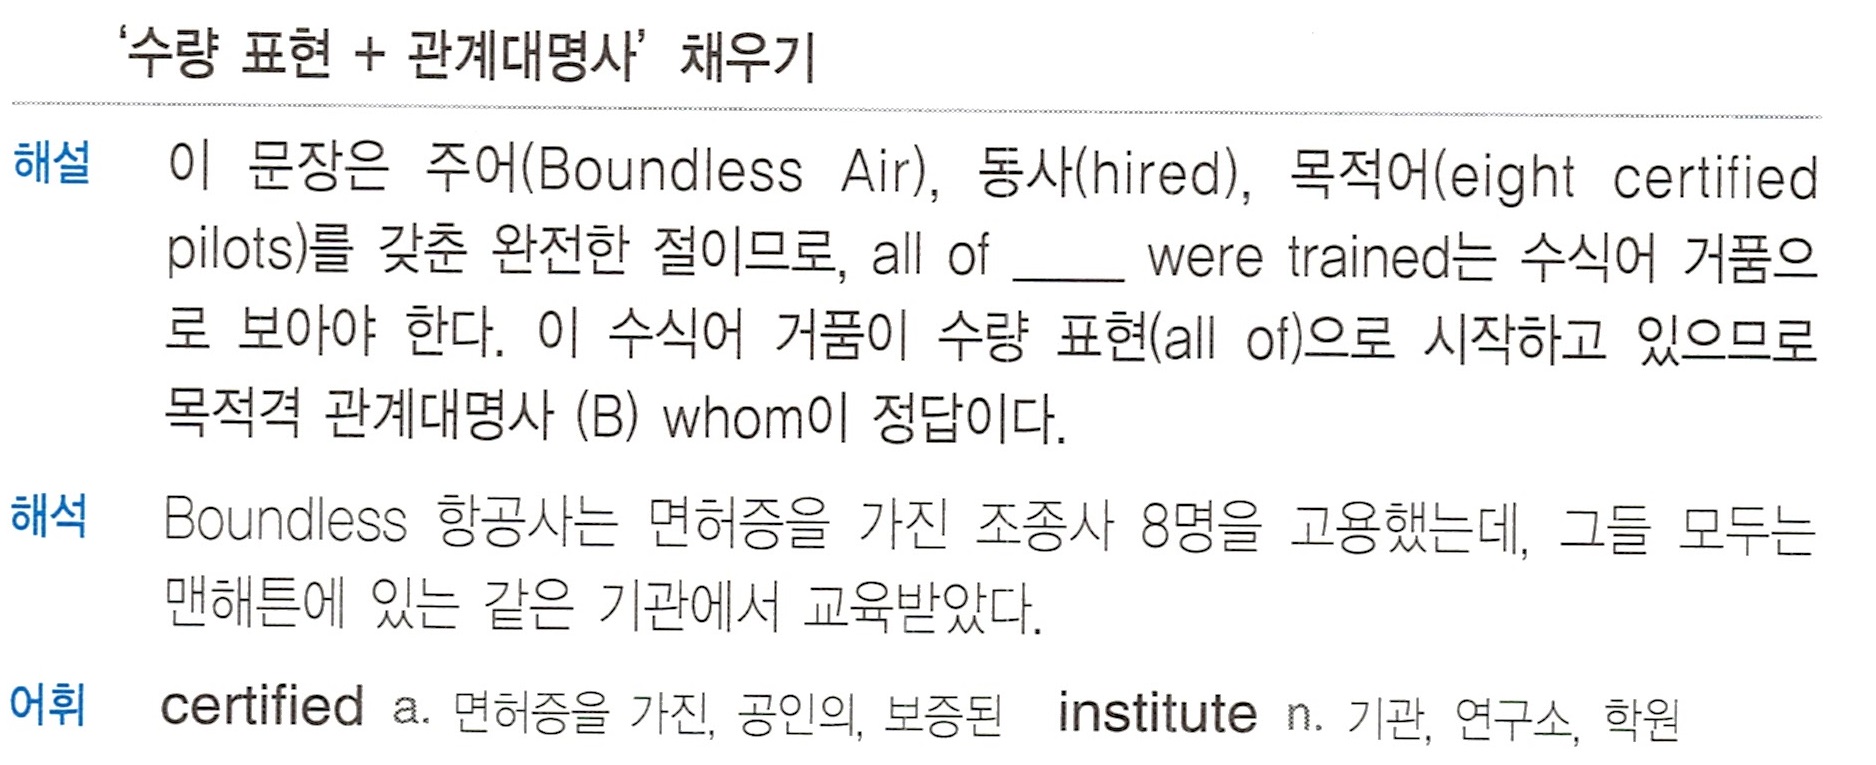 ‘수량 표현 + 관계대명사’ 채우기
해설 이 문장은 주어(Boundless Air), 동사(hired), 목적어(eight certified
pilots)를 갖춘 완전한 절이므로, all of ____ were trained는 수식어 거품으
로 보아야 한다. 이 수식어 거품이 수량 표현(all of)으로 시작하고 있으므로
목적격 관계대명사 (B) whom이 정답이다.
해석 Boundless 항공사는 면허증을 가진 조종사 8명을 고용했는데, 그들 모두는
맨해튼에 있는 같은 기관에서 교육받았다.
어휘 certified a. 면허증을 가진, 공인의, 보증된 institute n. 기관, 연구소, 학원